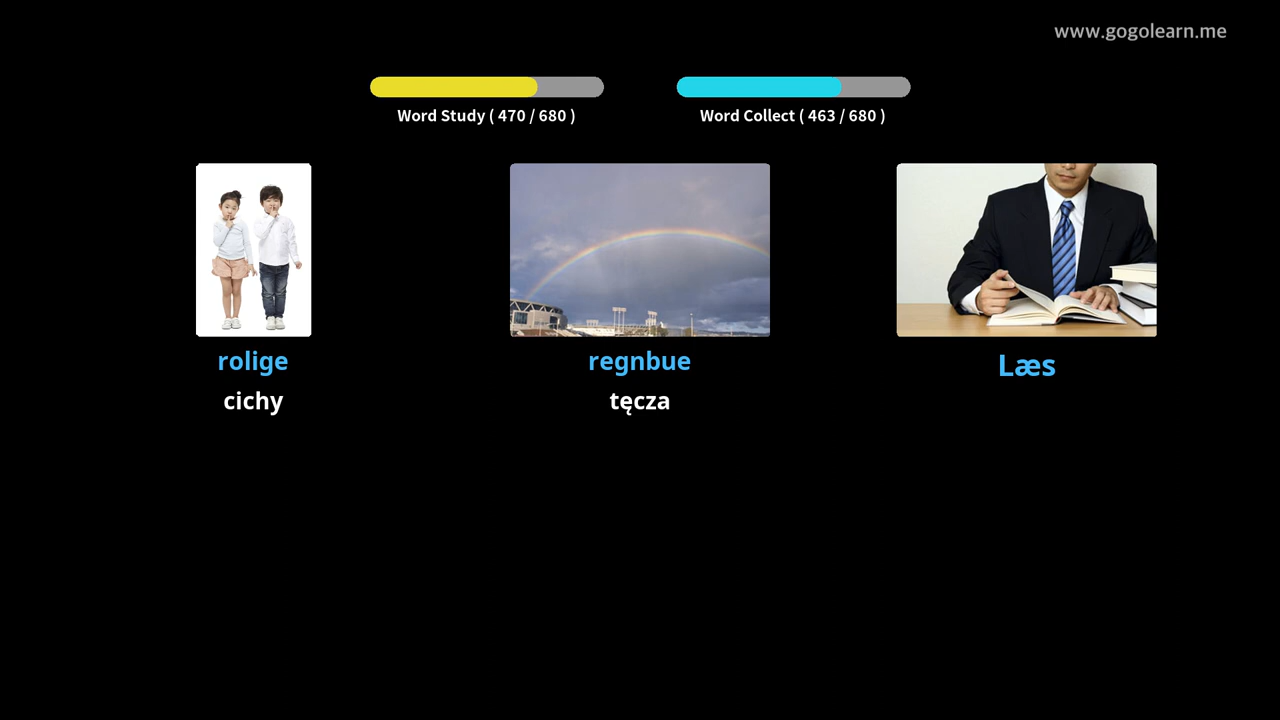 www.gogolearn.me
Word Study ( 470 / 680 )
Word Collect ( 463 / 680 )
rolige
cichy
regnbue
tęcza
Læs